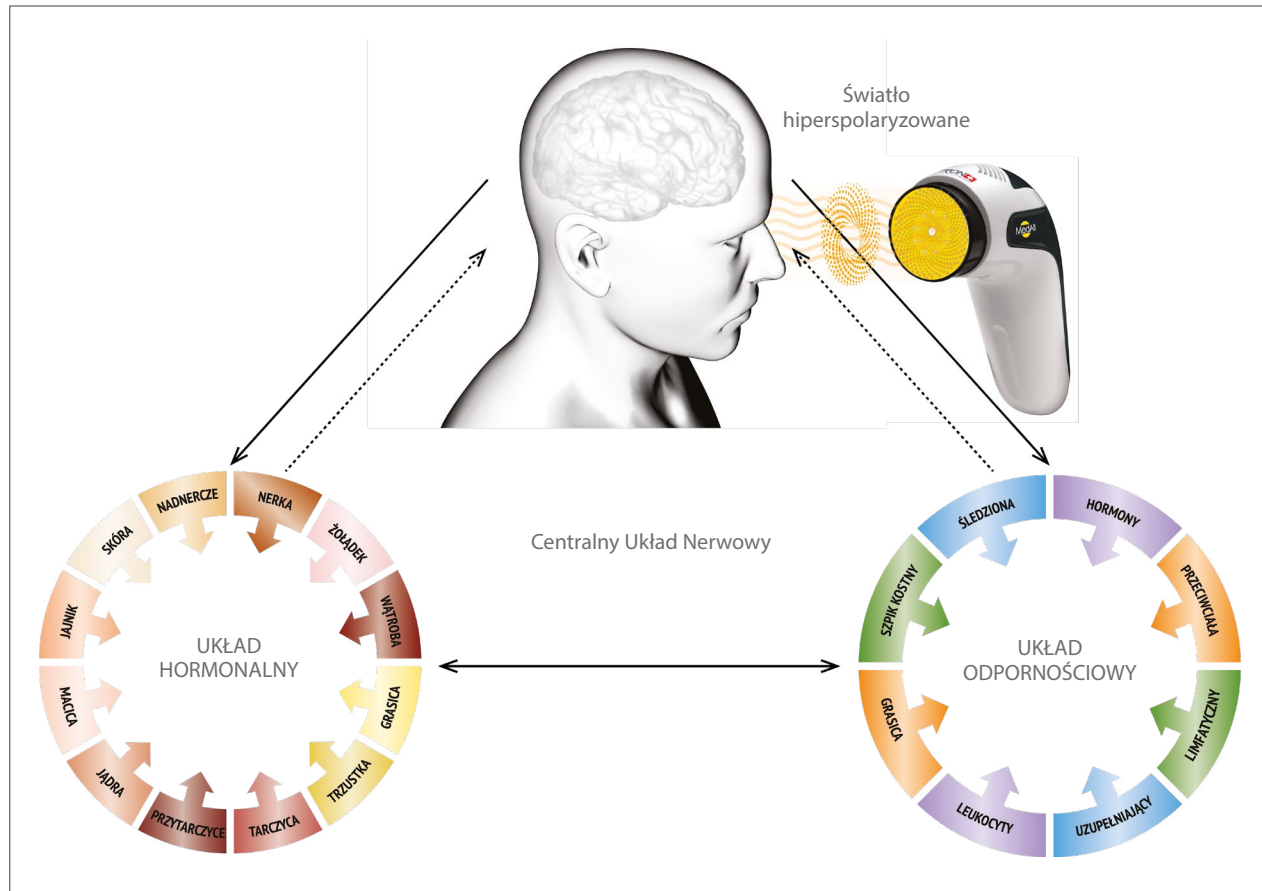 Światło
hiperspolaryzowane
MedAll
Centralny Układ Nerwowy
UKŁAD
HORMONALNY
NADNERCZE
NERKA
ŻOŁĄDEK
WĄTROBA
GRASICA
TRZUSTKA
TARCZYCA
PRZYTARCZYCE
JĄDRA
MACICA
JAJNIK
SKÓRA
UKŁAD
ODPORNOŚCIOWY
ŚLEDZIONA
HORMONY
PRZECIWCIAŁA
LIMFATYCZNY
UZUPEŁNIAJĄCY
LEUKOCYTY
GRASICA
SZPIK KOSTNY